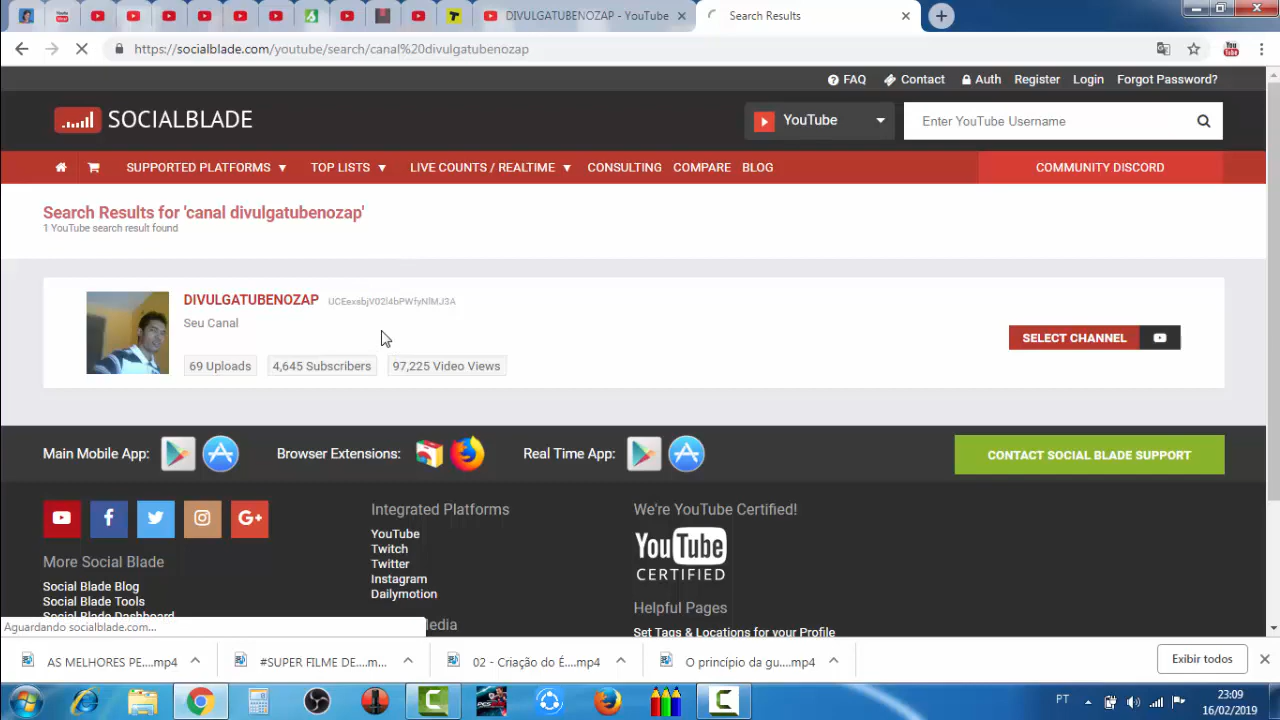 DIVULGATUBENOZAP - YouTube
Search Results
https://socialblade.com/youtube/search/canal%20divulgatubenozap
FAQ
Contact
Auth
Register
Login
Forgot Password?
SOCIALBLADE
YouTube
Enter YouTube Username
SUPPORTED PLATFORMS
TOP LISTS
LIVE COUNTS / REALTIME
CONSULTING
COMPARE
BLOG
COMMUNITY DISCORD
Search Results for 'canal divulgatubenozap'
1 YouTube search result found
DIVULGATUBENOZAP
Seu Canal
69 Uploads
4,645 Subscribers
97,225 Video Views
SELECT CHANNEL
Main Mobile App:
Browser Extensions:
Real Time App:
CONTACT SOCIAL BLADE SUPPORT
Integrated Platforms
YouTube
Twitch
Twitter
Instagram
Dailymotion
We're YouTube Certified!
YouTube
CERTIFIED
More Social Blade
Social Blade Blog
Social Blade Tools
Social Blade Dashboard
Helpful Pages
Set Tags & Locations for your Profile
Aguardando socialblade.com...
AS MELHORES PE....mp4
#SUPER FILME DE....m...
02 - Criação do É....mp4
O princípio da gu....mp4
Exibir todos
PT
23:09
16/02/2019